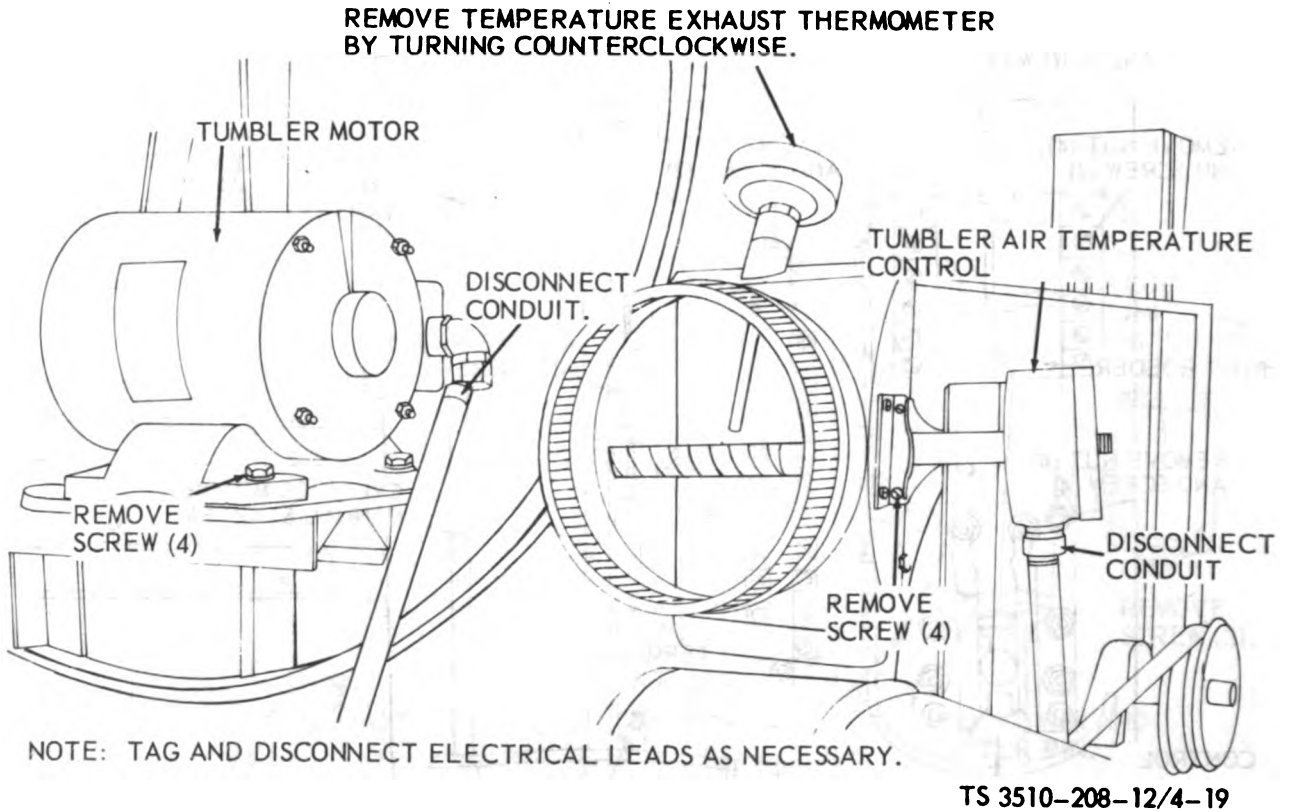 REMOVE TEMPERATURE EXHAUST THERMOMETER
BY TURNING COUNTERCLOCKWISE.
TUMBLER MOTOR
DISCONNECT
CONDUIT.
TUMBLER AIR TEMPERATURE
CONTROL
REMOVE
SCREW (4)
DISCONNECT
CONDUIT
REMOVE
SCREW (4)
NOTE: TAG AND DISCONNECT ELECTRICAL LEADS AS NECESSARY.
TS 3510-208-12/4-19